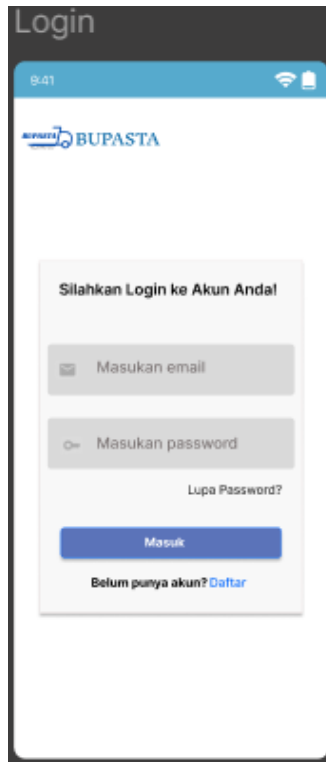 Login
9:41
BUPASTA BUPASTA
Silahkan Login ke Akun Anda!
Masukan email
Masukan password
Lupa Password?
Masuk
Belum punya akun? Daftar